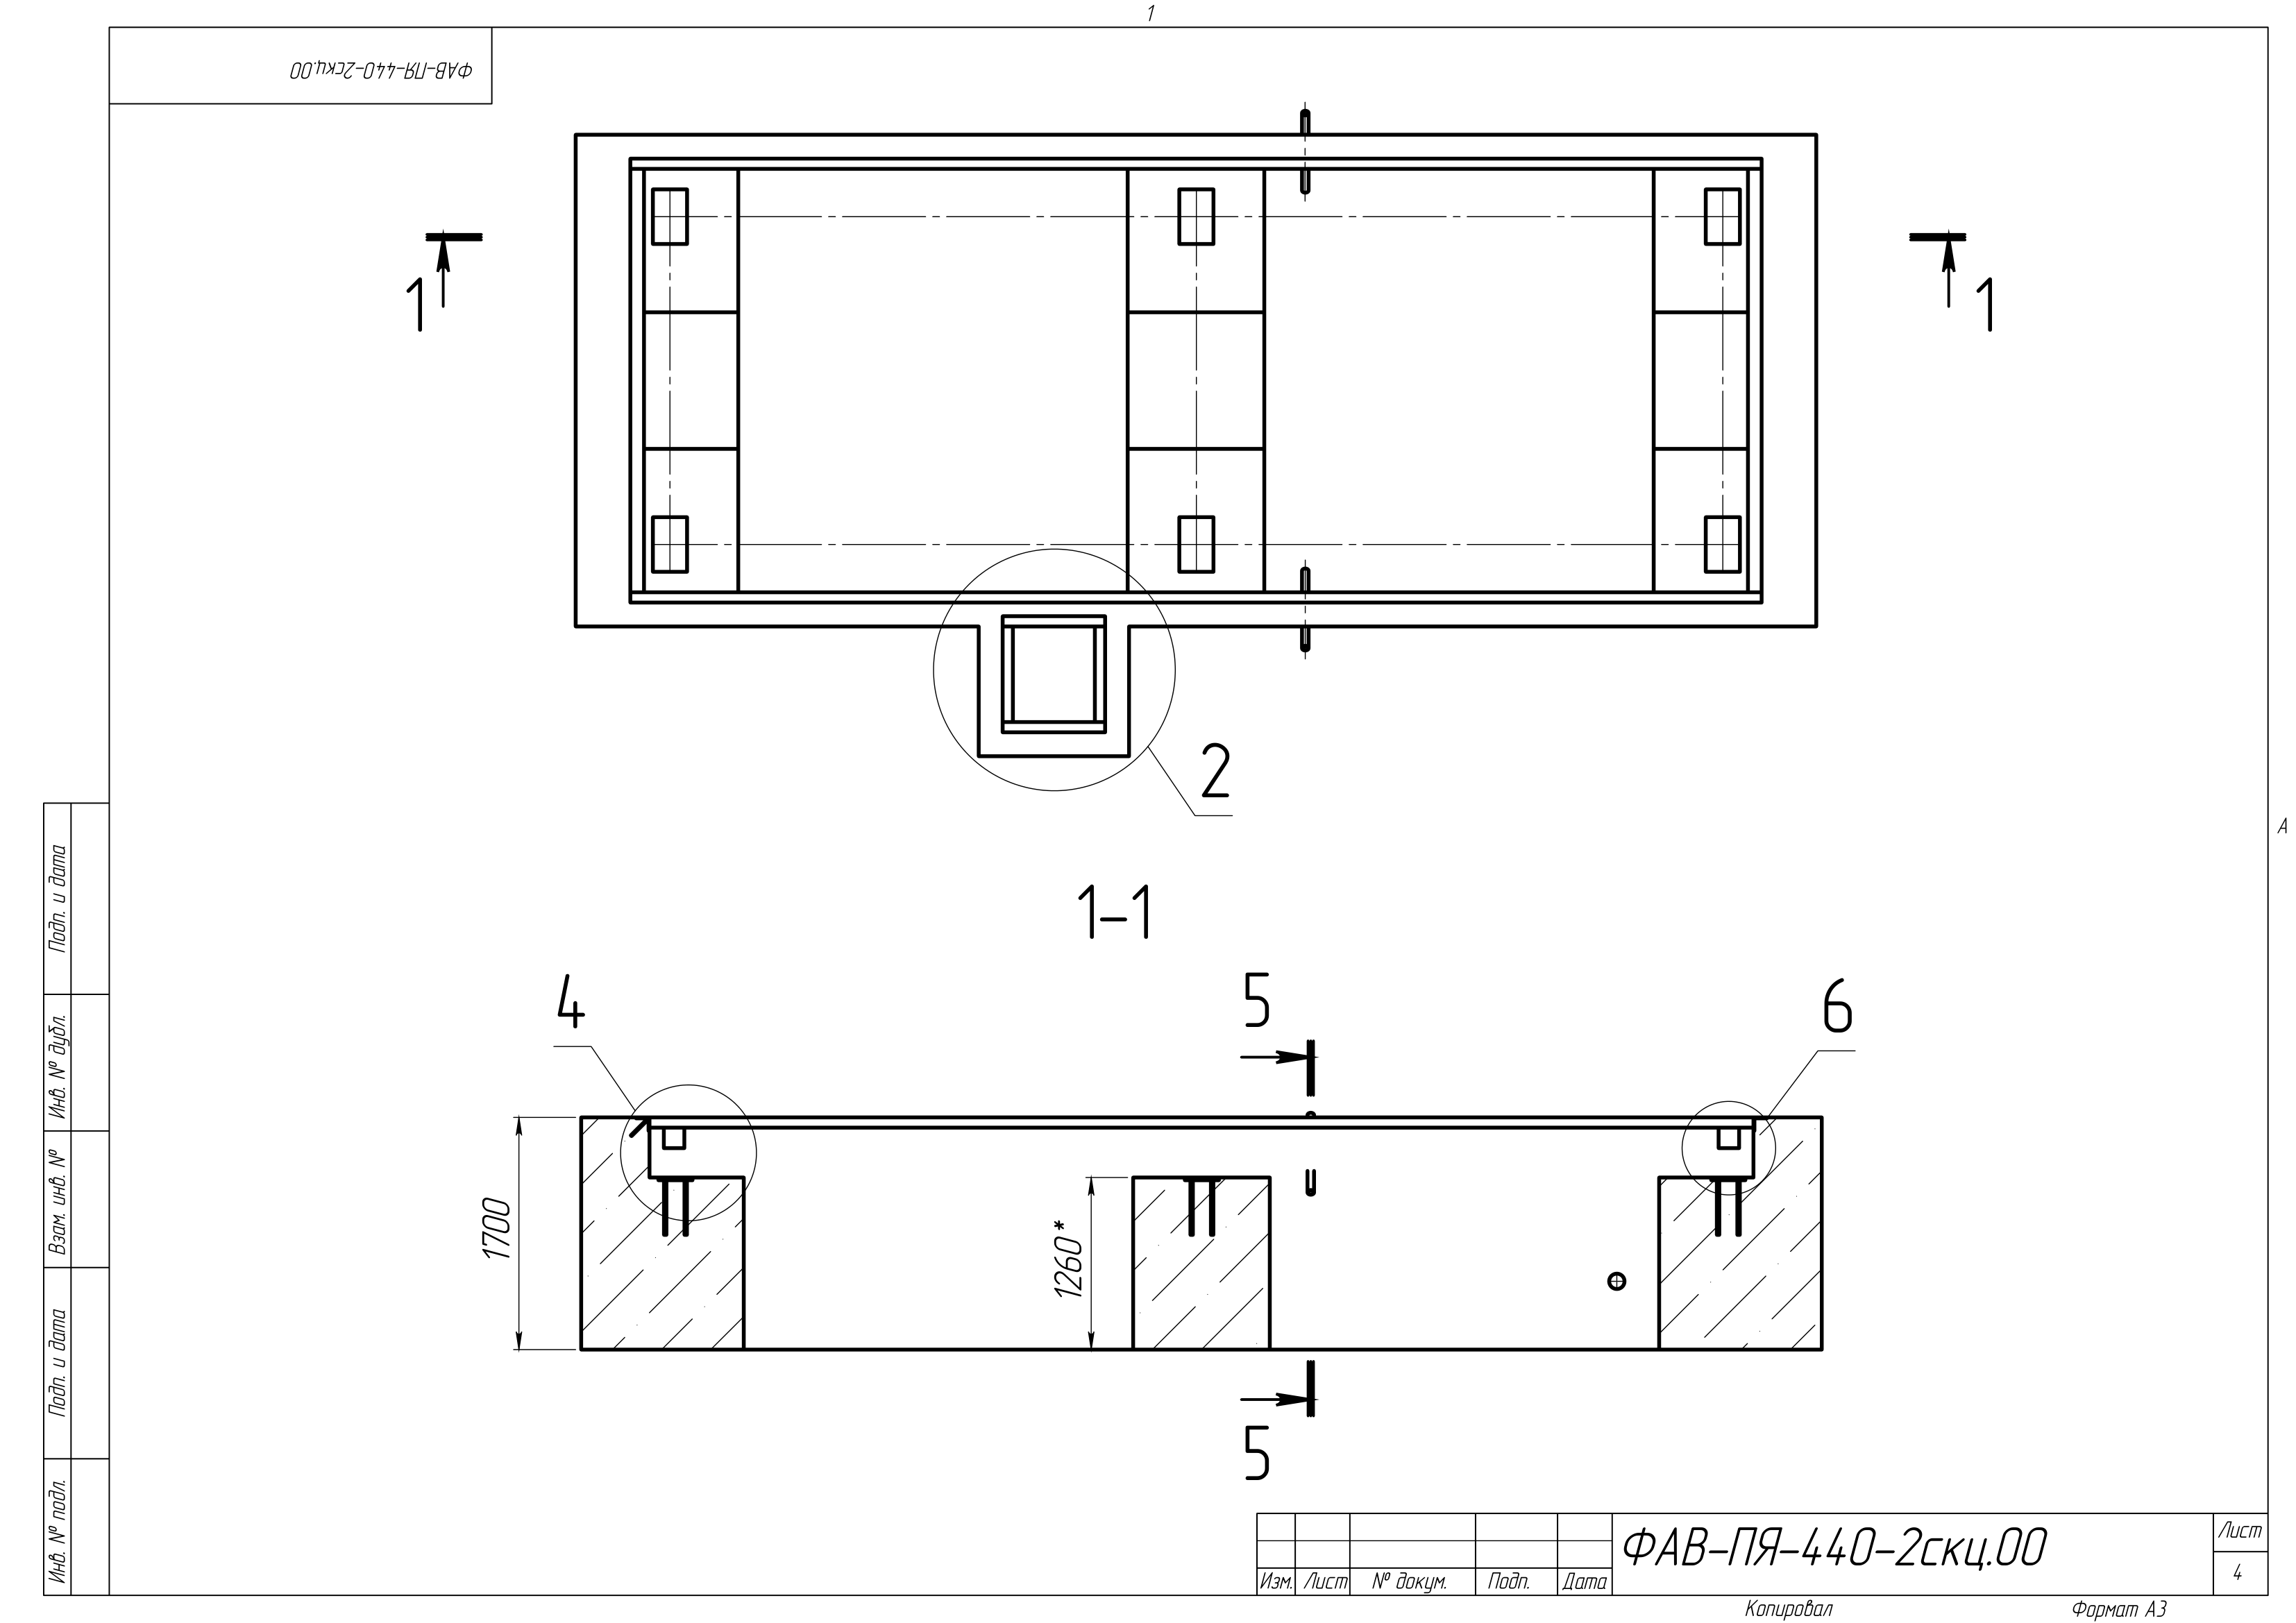 1
ФАВ-ПЯ-440-2скц.00
1
1
2
А
1-1
4
5
6
1700
1260*
5
Подп. и дата
Инв. № дубл.
Взам. инв. №
Подп. и дата
Инв. № подл.
Изм. Лист № докум. Подп. Дата
ФАВ-ПЯ-440-2скц.00
Лист
4
Копировал Формат А3